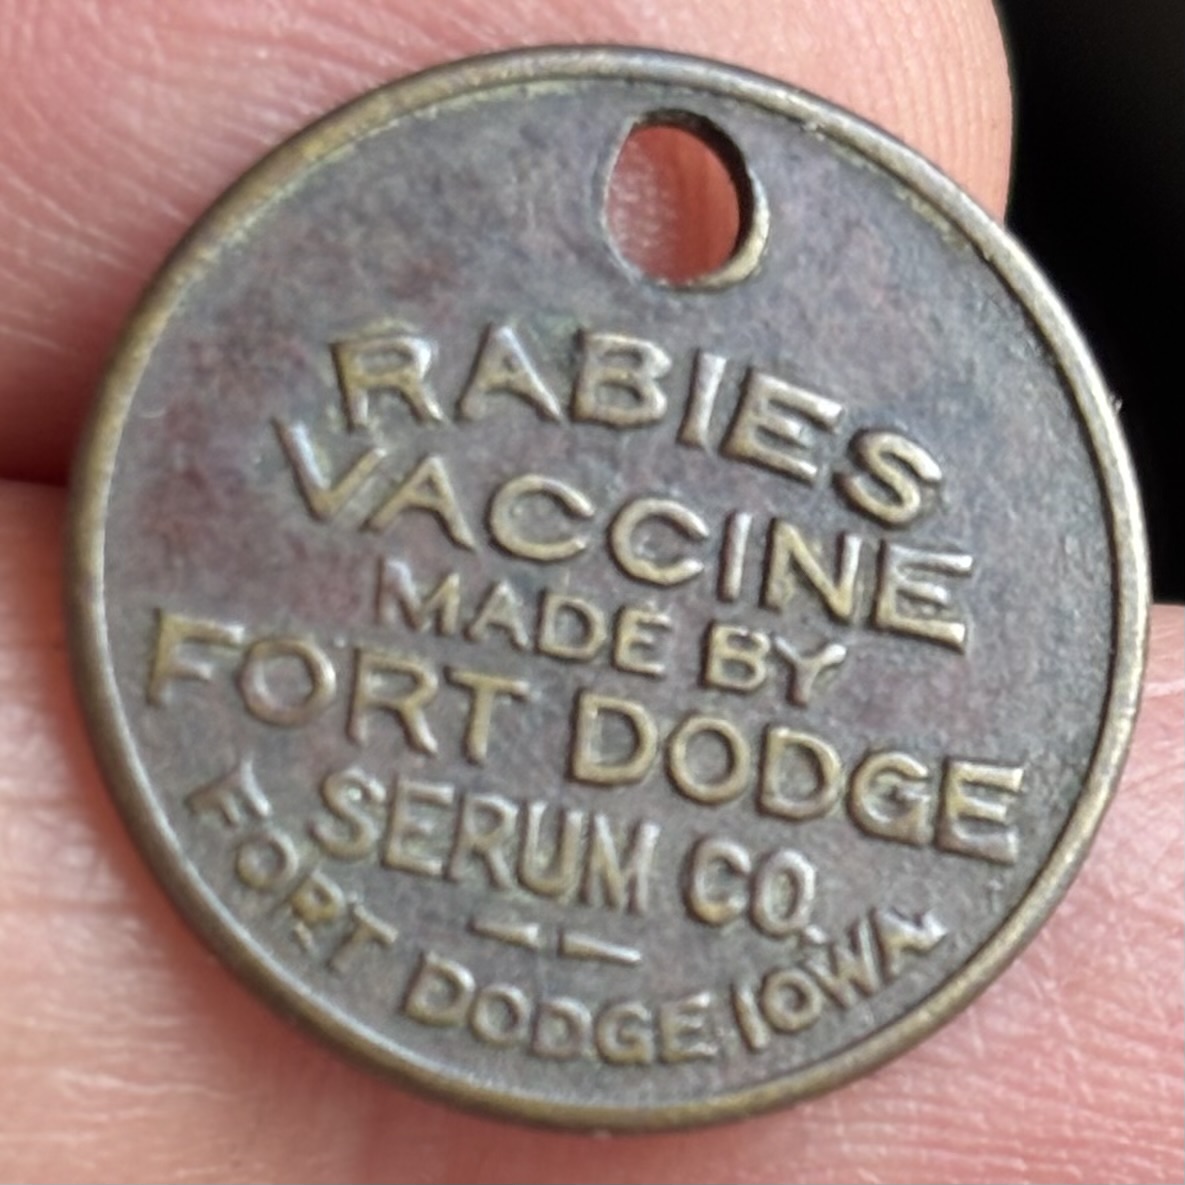 RABIES
VACCINE
MADE BY
FORT DODGE
SERUM CO.
FORT DODGE IOWA.